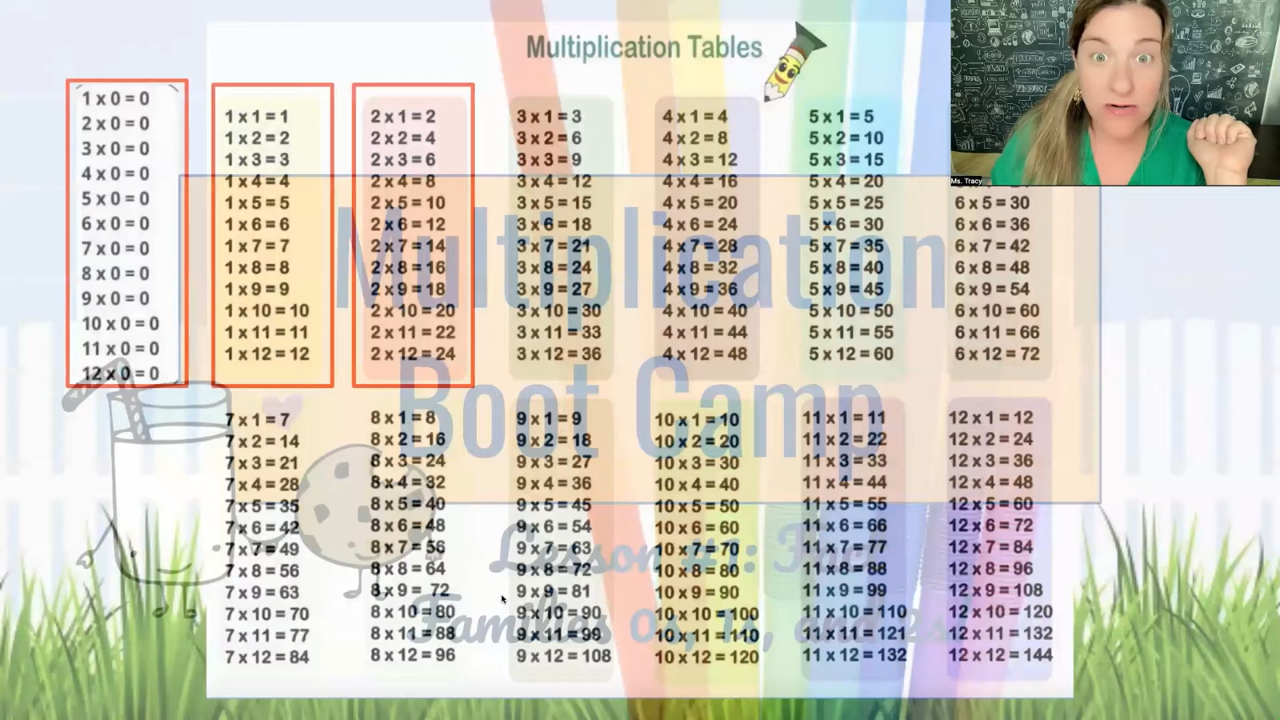 Multiplication Tables
Ms. Tracy
1 x 0 = 0
2 x 0 = 0
3 x 0 = 0
4 x 0 = 0
5 x 0 = 0
6 x 0 = 0
7 x 0 = 0
8 x 0 = 0
9 x 0 = 0
10 x 0 = 0
11 x 0 = 0
12 x 0 = 0
1 x 1 = 1
1 x 2 = 2
1 x 3 = 3
1 x 4 = 4
1 x 5 = 5
1 x 6 = 6
1 x 7 = 7
1 x 8 = 8
1 x 9 = 9
1 x 10 = 10
1 x 11 = 11
1 x 12 = 12
2 x 1 = 2
2 x 2 = 4
2 x 3 = 6
2 x 4 = 8
2 x 5 = 10
2 x 6 = 12
2 x 7 = 14
2 x 8 = 16
2 x 9 = 18
2 x 10 = 20
2 x 11 = 22
2 x 12 = 24
3 x 1 = 3
3 x 2 = 6
3 x 3 = 9
3 x 4 = 12
3 x 5 = 15
3 x 6 = 18
3 x 7 = 21
3 x 8 = 24
3 x 9 = 27
3 x 10 = 30
3 x 11 = 33
3 x 12 = 36
4 x 1 = 4
4 x 2 = 8
4 x 3 = 12
4 x 4 = 16
4 x 5 = 20
4 x 6 = 24
4 x 7 = 28
4 x 8 = 32
4 x 9 = 36
4 x 10 = 40
4 x 11 = 44
4 x 12 = 48
5 x 1 = 5
5 x 2 = 10
5 x 3 = 15
5 x 4 = 20
5 x 5 = 25
5 x 6 = 30
5 x 7 = 35
5 x 8 = 40
5 x 9 = 45
5 x 10 = 50
5 x 11 = 55
5 x 12 = 60
6 x 5 = 30
6 x 6 = 36
6 x 7 = 42
6 x 8 = 48
6 x 9 = 54
6 x 10 = 60
6 x 11 = 66
6 x 12 = 72
7 x 1 = 7
7 x 2 = 14
7 x 3 = 21
7 x 4 = 28
7 x 5 = 35
7 x 6 = 42
7 x 7 = 49
7 x 8 = 56
7 x 9 = 63
7 x 10 = 70
7 x 11 = 77
7 x 12 = 84
8 x 1 = 8
8 x 2 = 16
8 x 3 = 24
8 x 4 = 32
8 x 5 = 40
8 x 6 = 48
8 x 7 = 56
8 x 8 = 64
8 x 9 = 72
8 x 10 = 80
8 x 11 = 88
8 x 12 = 96
9 x 1 = 9
9 x 2 = 18
9 x 3 = 27
9 x 4 = 36
9 x 5 = 45
9 x 6 = 54
9 x 7 = 63
9 x 8 = 72
9 x 9 = 81
9 x 10 = 90
9 x 11 = 99
9 x 12 = 108
10 x 1 = 10
10 x 2 = 20
10 x 3 = 30
10 x 4 = 40
10 x 5 = 50
10 x 6 = 60
10 x 7 = 70
10 x 8 = 80
10 x 9 = 90
10 x 10 = 100
10 x 11 = 110
10 x 12 = 120
11 x 1 = 11
11 x 2 = 22
11 x 3 = 33
11 x 4 = 44
11 x 5 = 55
11 x 6 = 66
11 x 7 = 77
11 x 8 = 88
11 x 9 = 99
11 x 10 = 110
11 x 11 = 121
11 x 12 = 132
12 x 1 = 12
12 x 2 = 24
12 x 3 = 36
12 x 4 = 48
12 x 5 = 60
12 x 6 = 72
12 x 7 = 84
12 x 8 = 96
12 x 9 = 108
12 x 10 = 120
12 x 11 = 132
12 x 12 = 144
Multiplication
Boot Camp
Lesson #1:
Families 0s, 1s, and 2s